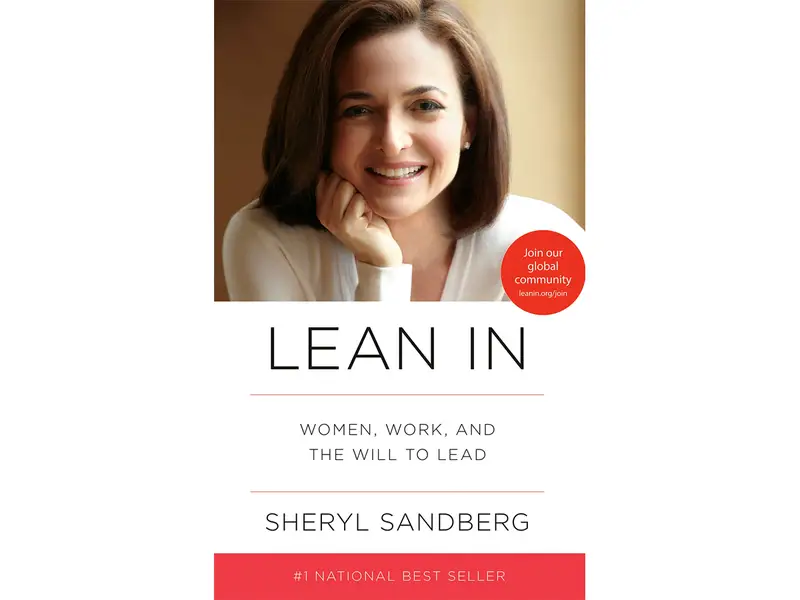 Join our
global
community
leanin.org/join
LEAN IN
WOMEN, WORK, AND
THE WILL TO LEAD
SHERYL SANDBERG
#1 NATIONAL BEST SELLER